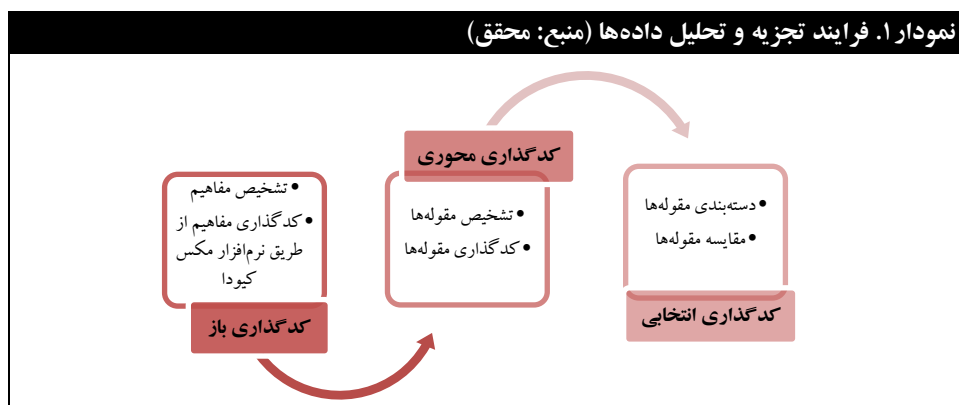 نمودار ۱. فرایند تجزیه و تحلیل داده‌ها (منبع: محقق)
• تشخیص مفاهیم
• کدگذاری مفاهیم از
طریق نرم‌افزار مکس
کیودا
کدگذاری باز
کدگذاری محوری
• تشخیص مقوله‌ها
• کدگذاری مقوله‌ها
• دسته‌بندی مقوله‌ها
• مقایسه مقوله‌ها
کدگذاری انتخابی